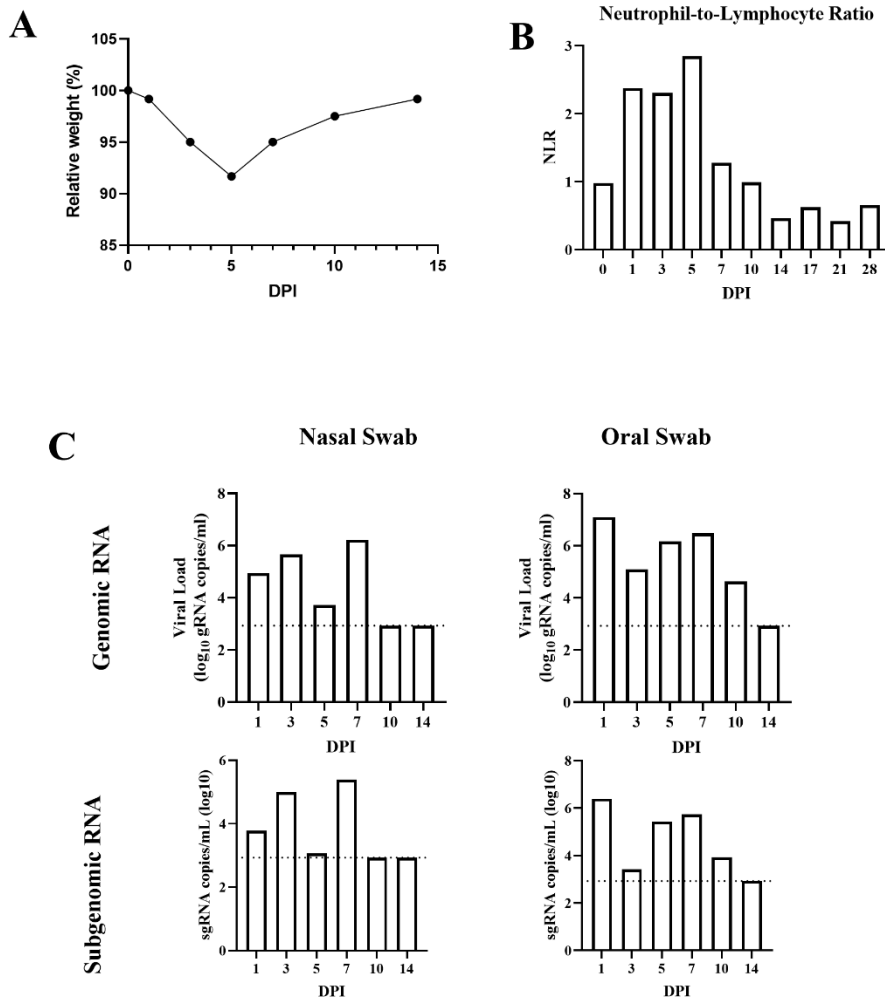 A
105
100
95
90
85
Relative weight (%)
0
5
10
15
DPI
B
Neutrophil-to-Lymphocyte Ratio
3
2
1
0
NLR
0 1 3 5 7 10 14 17 21 28
DPI
C
Nasal Swab
Oral Swab
Genomic RNA
Viral Load
(log10 gRNA copies/ml)
8
6
4
2
0
1 3 5 7 10 14
DPI
Viral Load
(log10 gRNA copies/ml)
8
6
4
2
0
1 3 5 7 10 14
DPI
Subgenomic RNA
sgRNA copies/mL (log10)
6
4
2
0
1 3 5 7 10 14
DPI
sgRNA copies/mL (log10)
8
6
4
2
0
1 3 5 7 10 14
DPI